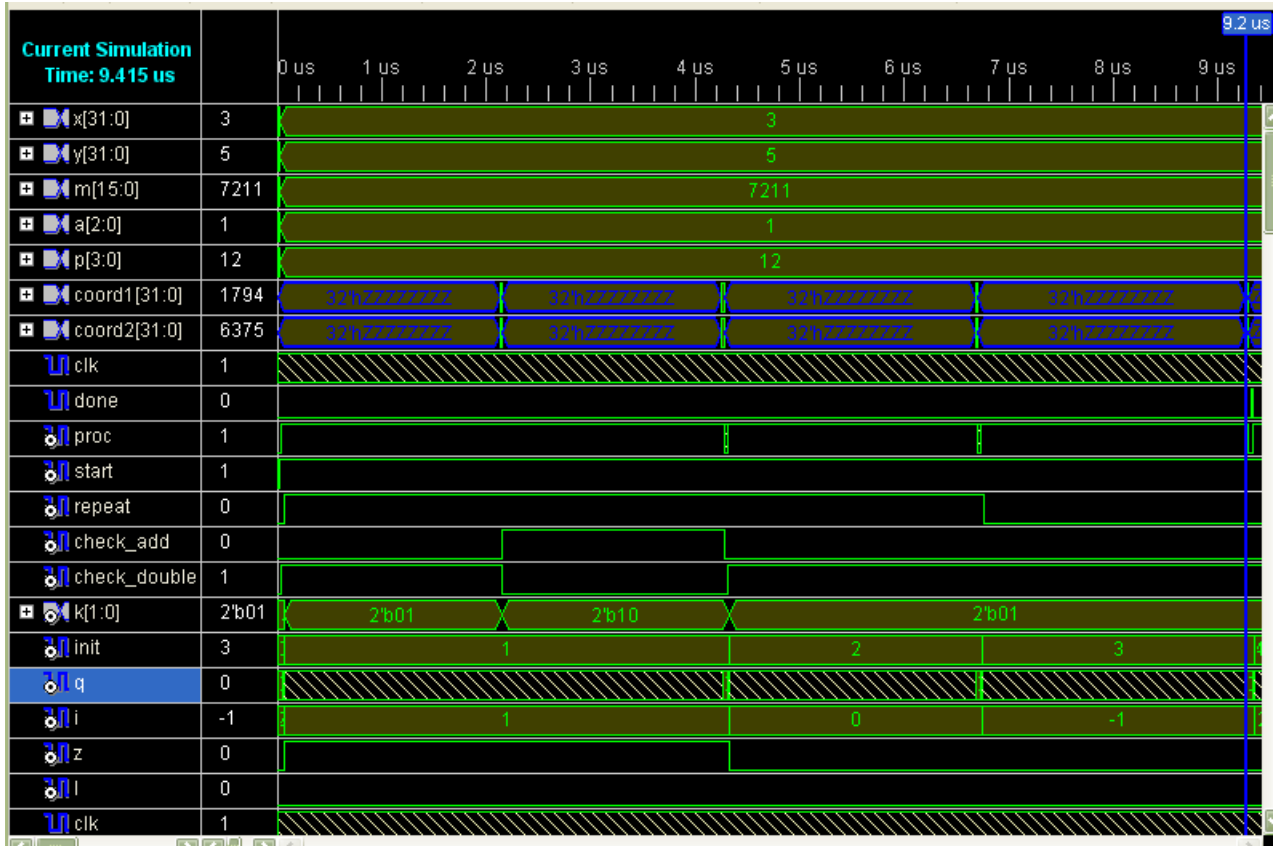 9.2 us
Current Simulation
Time: 9.415 us
0 us 1 us 2 us 3 us 4 us 5 us 6 us 7 us 8 us 9 us
x[31:0] 3 3
y[31:0] 5 5
m[15:0] 7211 7211
a[2:0] 1 1
p[3:0] 12 12
coord1[31:0] 1794 32'hZZZZZZZZ 32'hZZZZZZZZ 32'hZZZZZZZZ 32'hZZZZZZZZ
coord2[31:0] 6375 32'hZZZZZZZZ 32'hZZZZZZZZ 32'hZZZZZZZZ 32'hZZZZZZZZ
clk 1
done 0
proc 1
start 1
repeat 0
check_add 0
check_double 1
k[1:0] 2'b01 2'b01 2'b10 2'b01
init 3 1 2 3 4
q 0
i -1 1 0 -1
z 0
l 0
clk 1